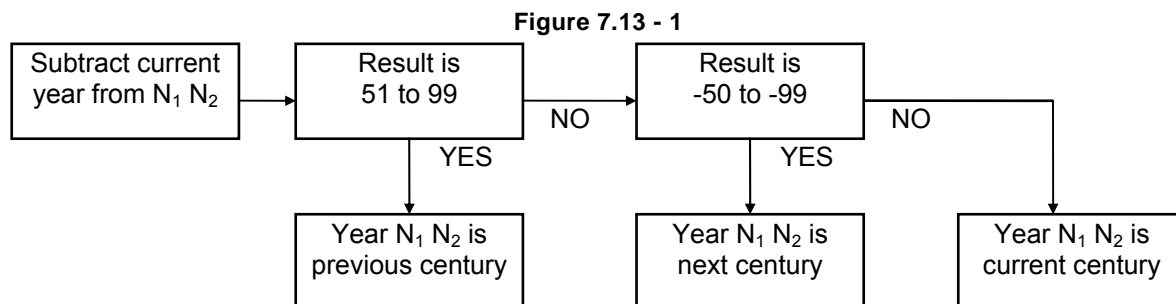 Figure 7.13 - 1
Subtract current
year from N₁ N₂
Result is
51 to 99
NO
YES
Result is
-50 to -99
NO
YES
Year N₁ N₂ is
previous century
Year N₁ N₂ is
next century
Year N₁ N₂ is
current century